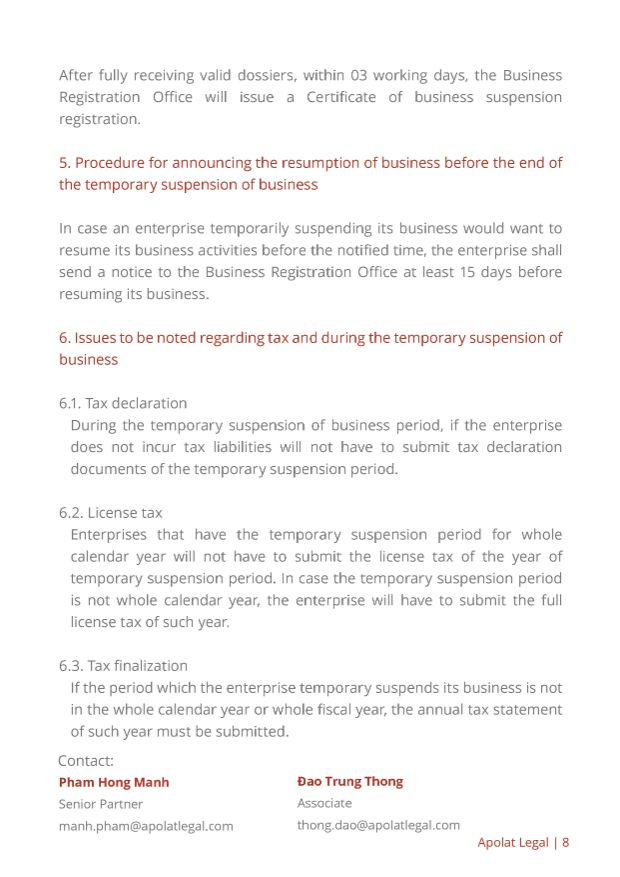 After fully receiving valid dossiers, within 03 working days, the Business
Registration Office will issue a Certificate of business suspension
registration.
5. Procedure for announcing the resumption of business before the end of
the temporary suspension of business
In case an enterprise temporarily suspending its business would want to
resume its business activities before the notified time, the enterprise shall
send a notice to the Business Registration Office at least 15 days before
resuming its business.
6. Issues to be noted regarding tax and during the temporary suspension of
business
6.1. Tax declaration
During the temporary suspension of business period, if the enterprise
does not incur tax liabilities will not have to submit tax declaration
documents of the temporary suspension period.
6.2. License tax
Enterprises that have the temporary suspension period for whole
calendar year will not have to submit the license tax of the year of
temporary suspension period. In case the temporary suspension period
is not whole calendar year, the enterprise will have to submit the full
license tax of such year.
6.3. Tax finalization
If the period which the enterprise temporary suspends its business is not
in the whole calendar year or whole fiscal year, the annual tax statement
of such year must be submitted.
Contact:
Pham Hong Manh
Senior Partner
manh.pham@apolatlegal.com
Đao Trung Thong
Associate
thong.dao@apolatlegal.com
Apolat Legal | 8